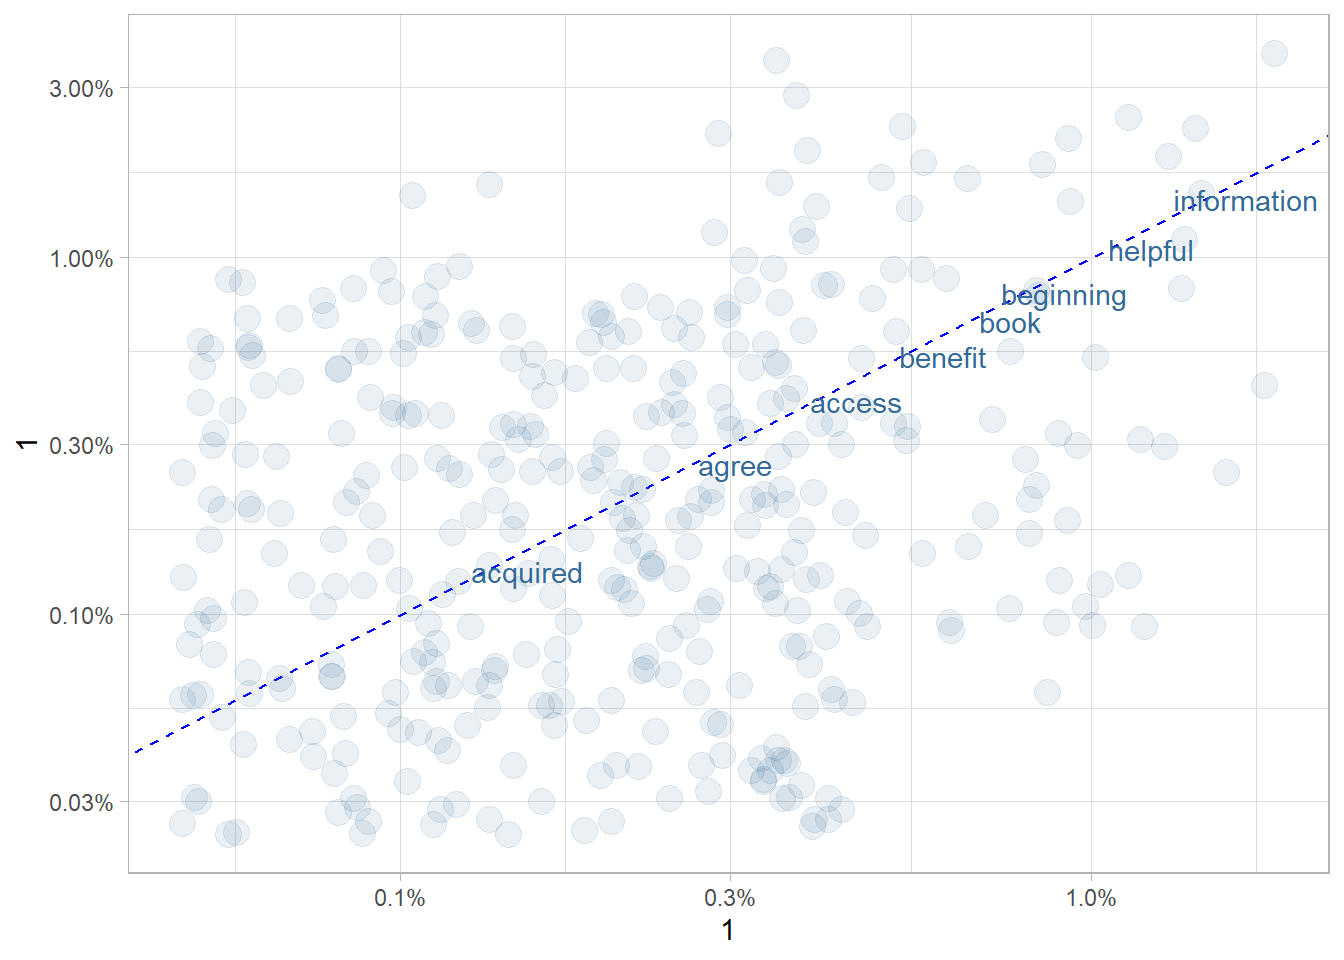 3.00%
1.00%
0.30%
0.10%
0.03%
1
information
helpful
beginning
book
benefit
access
agree
acquired
0.1% 0.3% 1.0%
1